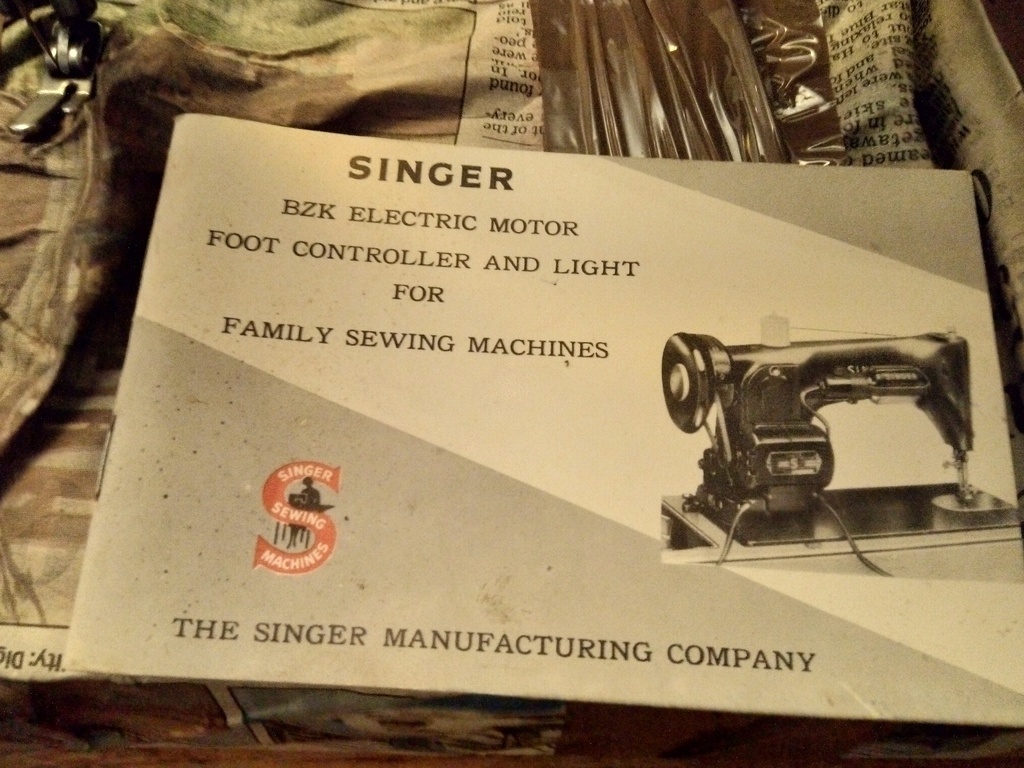 SINGER
BZK ELECTRIC MOTOR
FOOT CONTROLLER AND LIGHT
FOR
FAMILY SEWING MACHINES
SINGER
SEWING
MACHINES
THE SINGER MANUFACTURING COMPANY